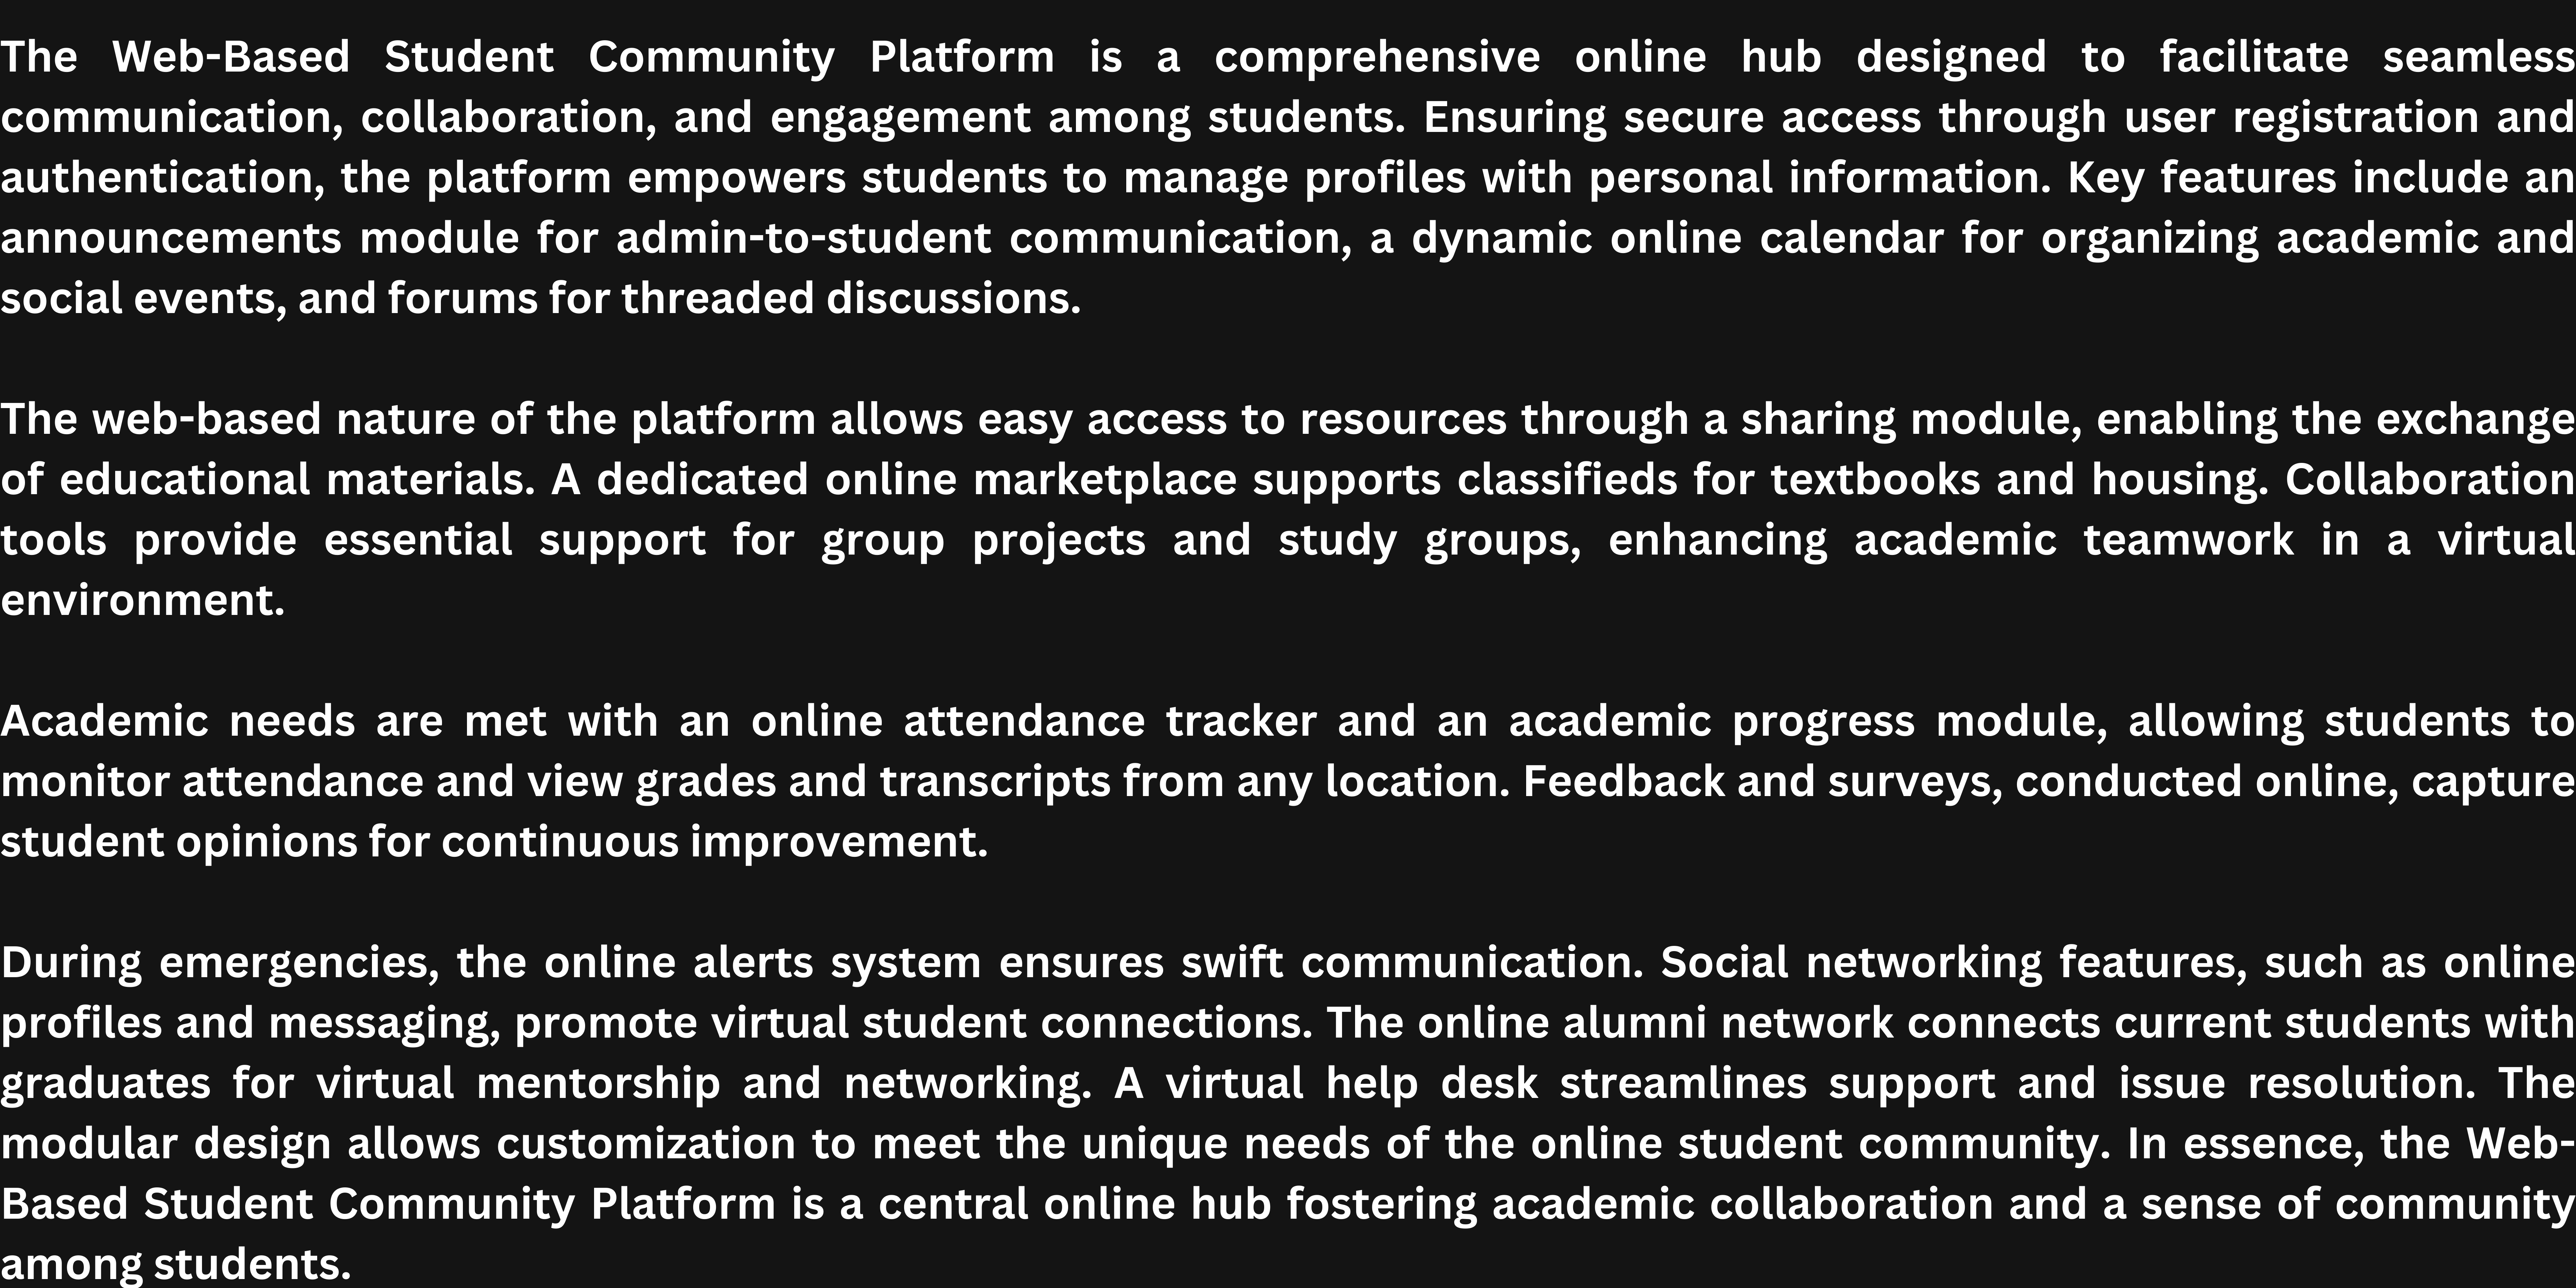 The Web-Based Student Community Platform is a comprehensive online hub designed to facilitate seamless
communication, collaboration, and engagement among students. Ensuring secure access through user registration and
authentication, the platform empowers students to manage profiles with personal information. Key features include an
announcements module for admin-to-student communication, a dynamic online calendar for organizing academic and
social events, and forums for threaded discussions.
The web-based nature of the platform allows easy access to resources through a sharing module, enabling the exchange
of educational materials. A dedicated online marketplace supports classifieds for textbooks and housing. Collaboration
tools provide essential support for group projects and study groups, enhancing academic teamwork in a virtual
environment.
Academic needs are met with an online attendance tracker and an academic progress module, allowing students to
monitor attendance and view grades and transcripts from any location. Feedback and surveys, conducted online, capture
student opinions for continuous improvement.
During emergencies, the online alerts system ensures swift communication. Social networking features, such as online
profiles and messaging, promote virtual student connections. The online alumni network connects current students with
graduates for virtual mentorship and networking. A virtual help desk streamlines support and issue resolution. The
modular design allows customization to meet the unique needs of the online student community. In essence, the Web-
Based Student Community Platform is a central online hub fostering academic collaboration and a sense of community
among students.